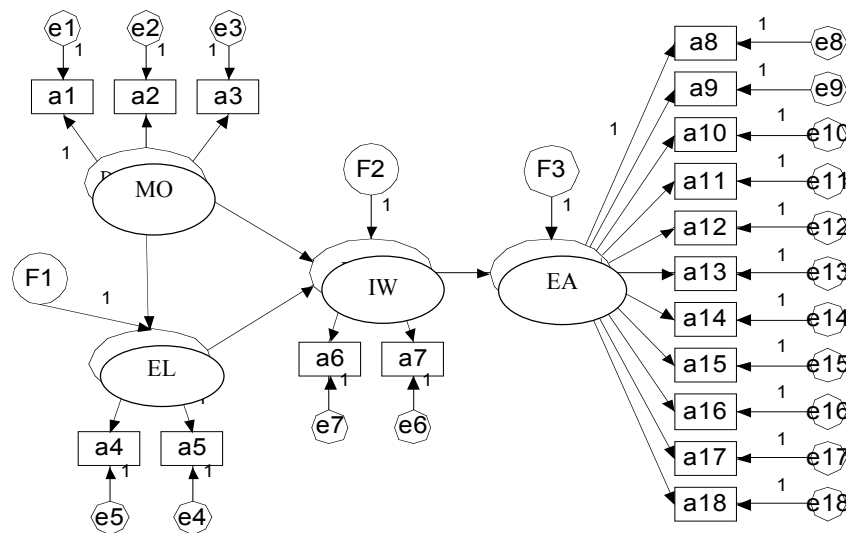 e1 e2 e3
1 1 1
a1 a2 a3
1
MO
F1
1
EL
a4 a5
1 1
e5 e4
F2
1
IW
a6 a7
1 1
e7 e6
F3
1
EA
1
a8 1 e8
a9 1 e9
a10 1 e10
a11 1 e11
a12 1 e12
a13 1 e13
a14 1 e14
a15 1 e15
a16 1 e16
a17 1 e17
a18 1 e18